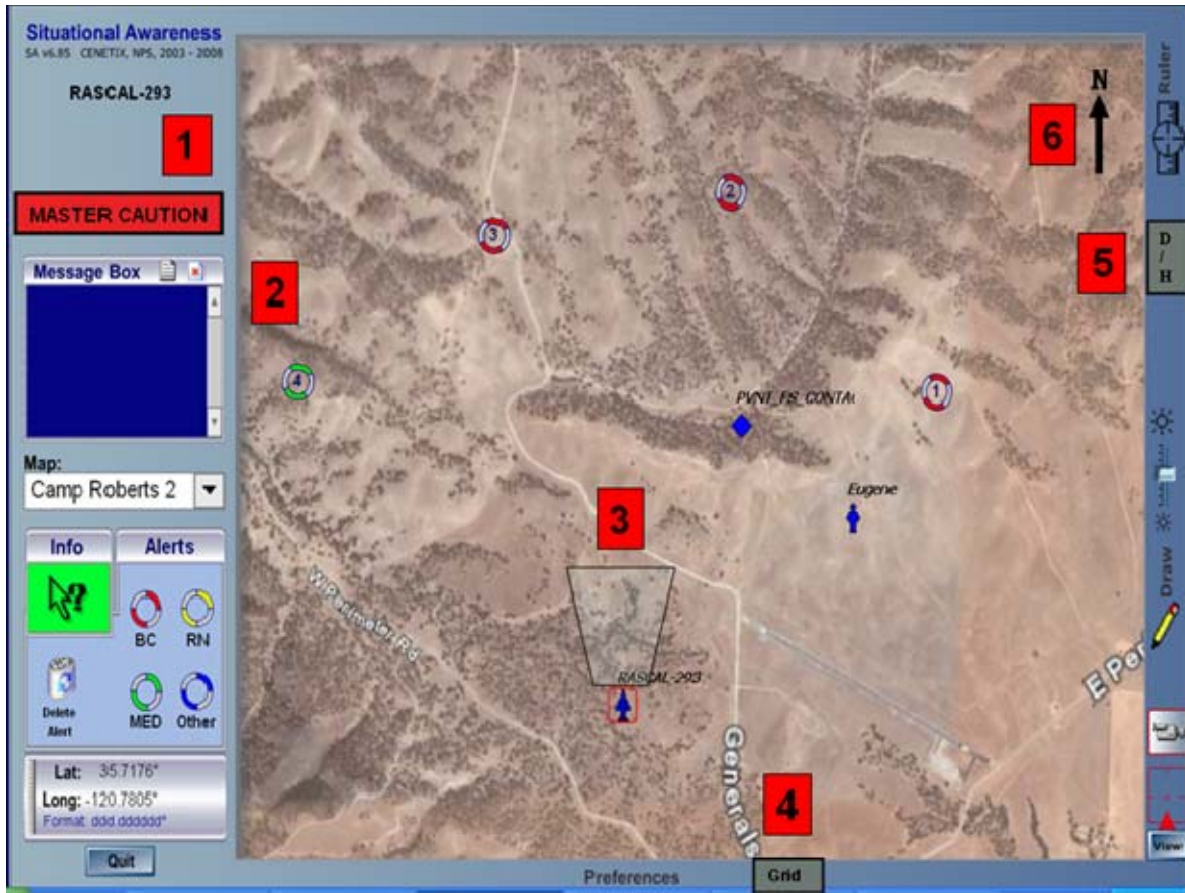 Situational Awareness
SA v6.85 CENETIX, NPS, 2003 - 2008
RASCAL-293
1
MASTER CAUTION
Message Box
Map:
Camp Roberts 2
Info
Alerts
BC
RN
Delete
Alert
MED
Other
Lat: 35.7176°
Long: -120.7805°
Format: ddd.dddddd°
Quit
2
3
4
N
6
2
3
5
4
1
PVNT_FIS_CONTA
Eugene
3
W Perimeter Rd
RASCAL-293
E Per
Generals
4
Preferences
Grid
Ruler
D
/
H
Draw
View